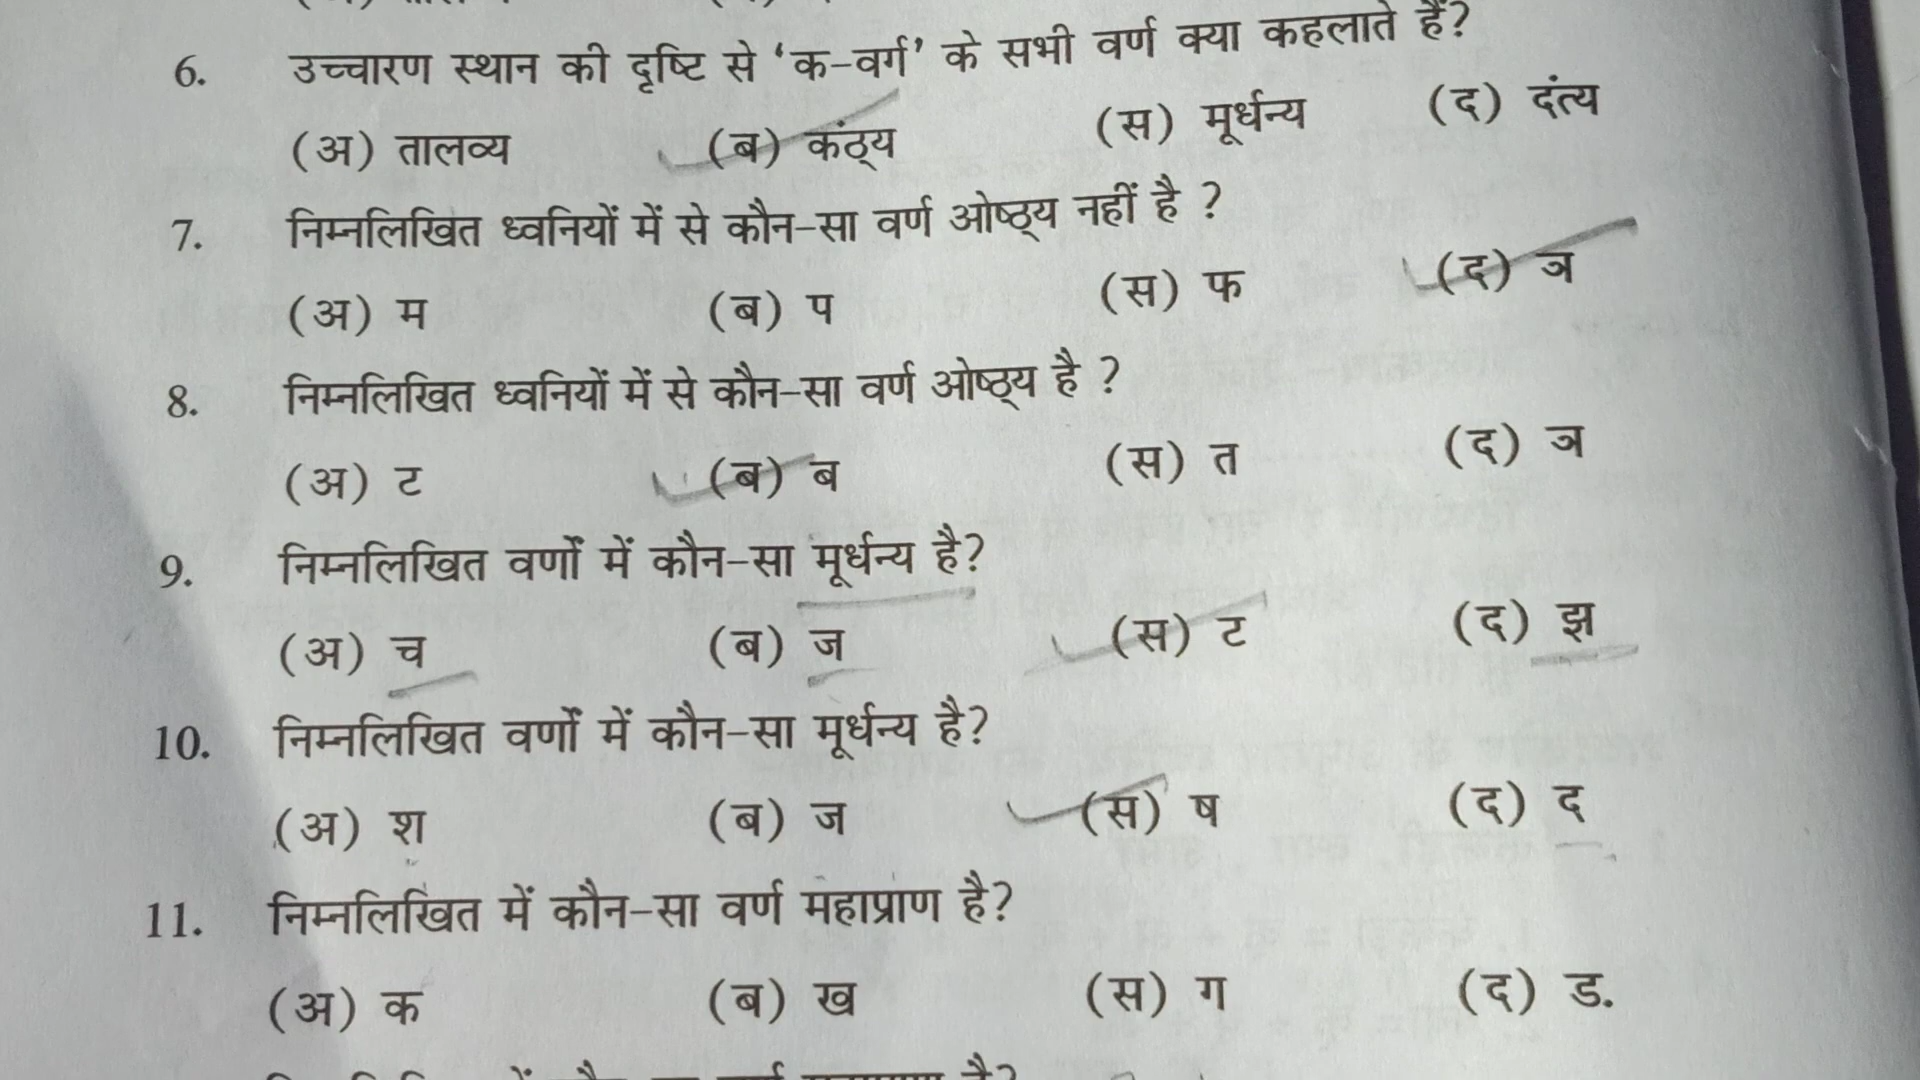 6. उच्चारण स्थान की दृष्टि से ‘क-वर्ग’ के सभी वर्ण क्या कहलाते हैं?
(अ) तालव्य (ब) कंठ्य (स) मूर्धन्य (द) दंत्य
7. निम्नलिखित ध्वनियों में से कौन-सा वर्ण ओष्ठ्य नहीं है ?
(अ) म (ब) प (स) फ (द) ञ
8. निम्नलिखित ध्वनियों में से कौन-सा वर्ण ओष्ठ्य है ?
(अ) ट (ब) ब (स) त (द) ञ
9. निम्नलिखित वर्णों में कौन-सा मूर्धन्य है?
(अ) च (ब) ज (स) ट (द) झ
10. निम्नलिखित वर्णों में कौन-सा मूर्धन्य है?
(अ) श (ब) ज (स) ष (द) द
11. निम्नलिखित में कौन-सा वर्ण महाप्राण है?
(अ) क (ब) ख (स) ग (द) ड.